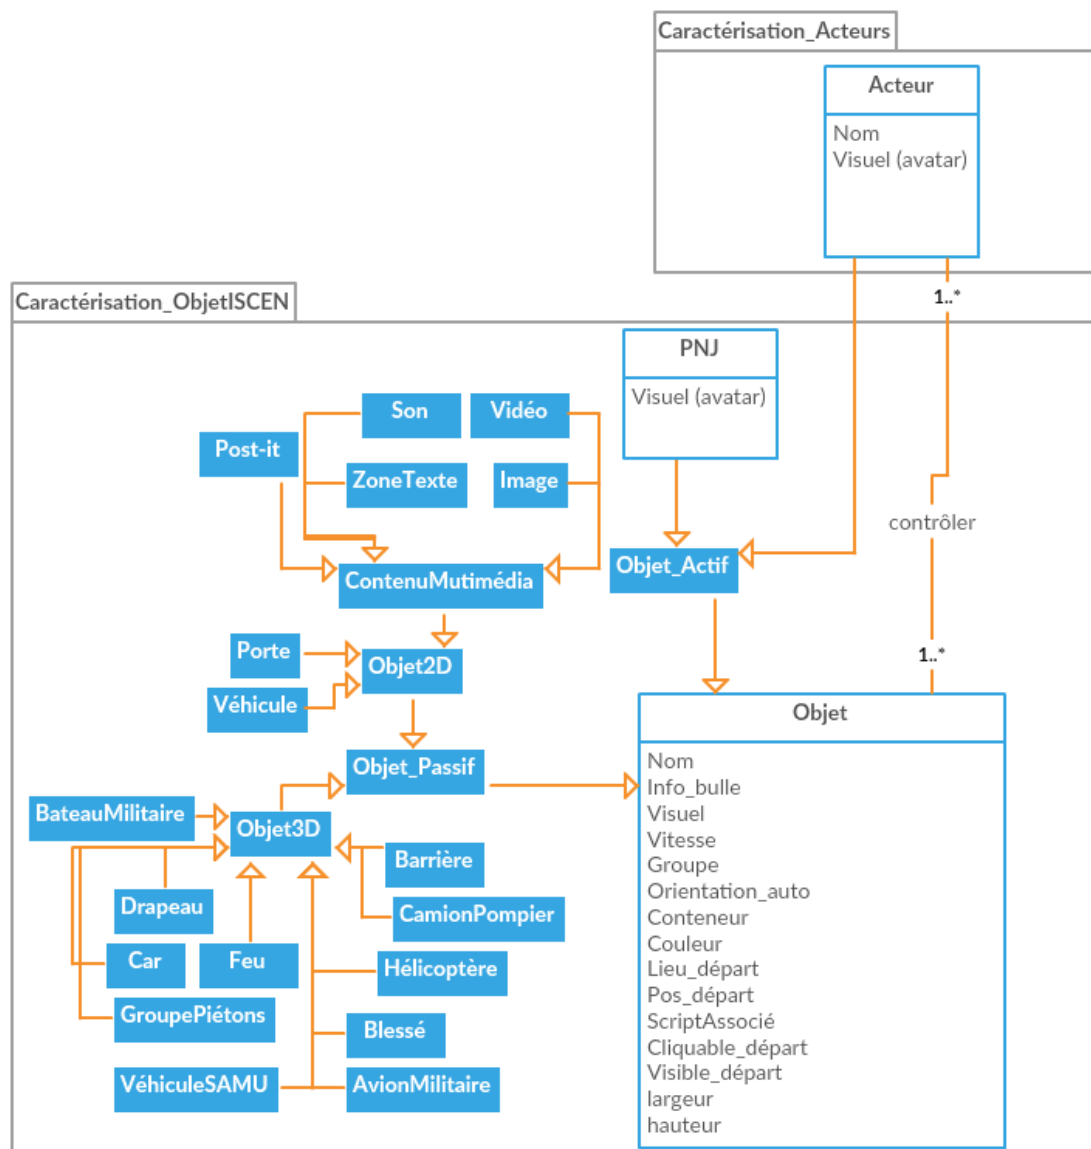 Caractérisation_Acteurs
Acteur
Nom
Visuel (avatar)
1..*
Caractérisation_ObjetISCEN
PNJ
Visuel (avatar)
Son
Vidéo
Post-it
ZoneTexte
Image
contrôler
Objet_Actif
ContenuMutimédia
Porte
Objet2D
1..*
Véhicule
Objet
Nom
Info_bulle
Visuel
Vitesse
Groupe
Orientation_auto
Conteneur
Couleur
Lieu_départ
Pos_départ
ScriptAssocié
Cliquable_départ
Visible_départ
largeur
hauteur
Objet_Passif
BateauMilitaire
Objet3D
Barrière
Drapeau
CamionPompier
Car
Feu
Hélicoptère
GroupePiétons
Blessé
VéhiculeSAMU
AvionMilitaire